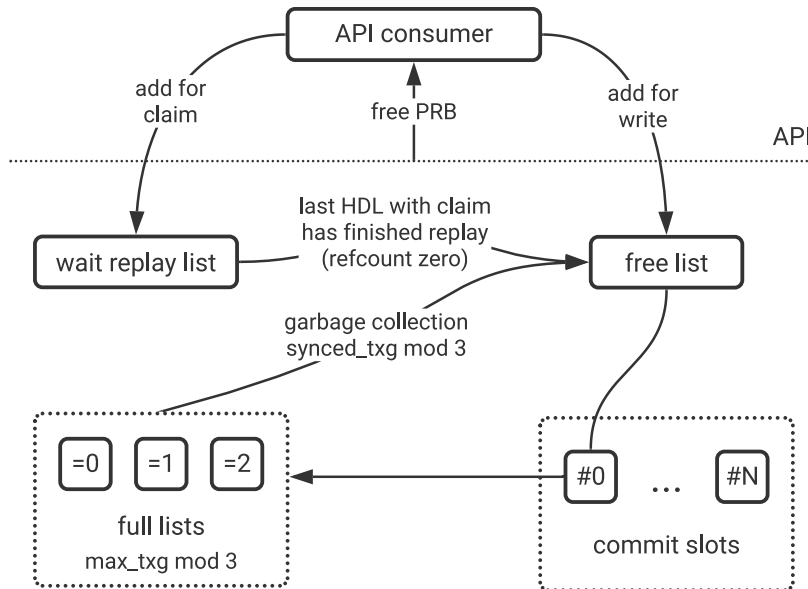 API consumer
add for
claim
free PRB
add for
write
API
last HDL with claim
has finished replay
(refcount zero)
wait replay list
free list
garbage collection
synced_txg mod 3
=0 =1 =2
full lists
max_txg mod 3
#0 ... #N
commit slots